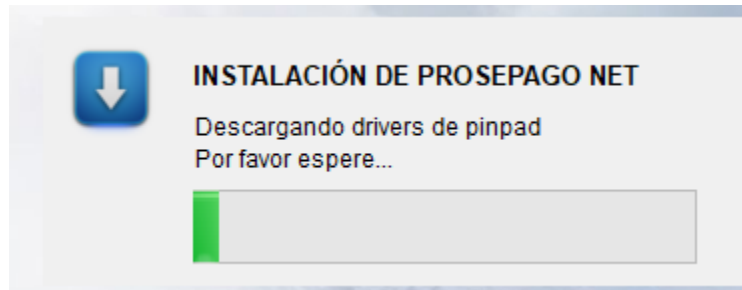 INSTALACIÓN DE PROSEPAGO NET
Descargando drivers de pinpad
Por favor espere...